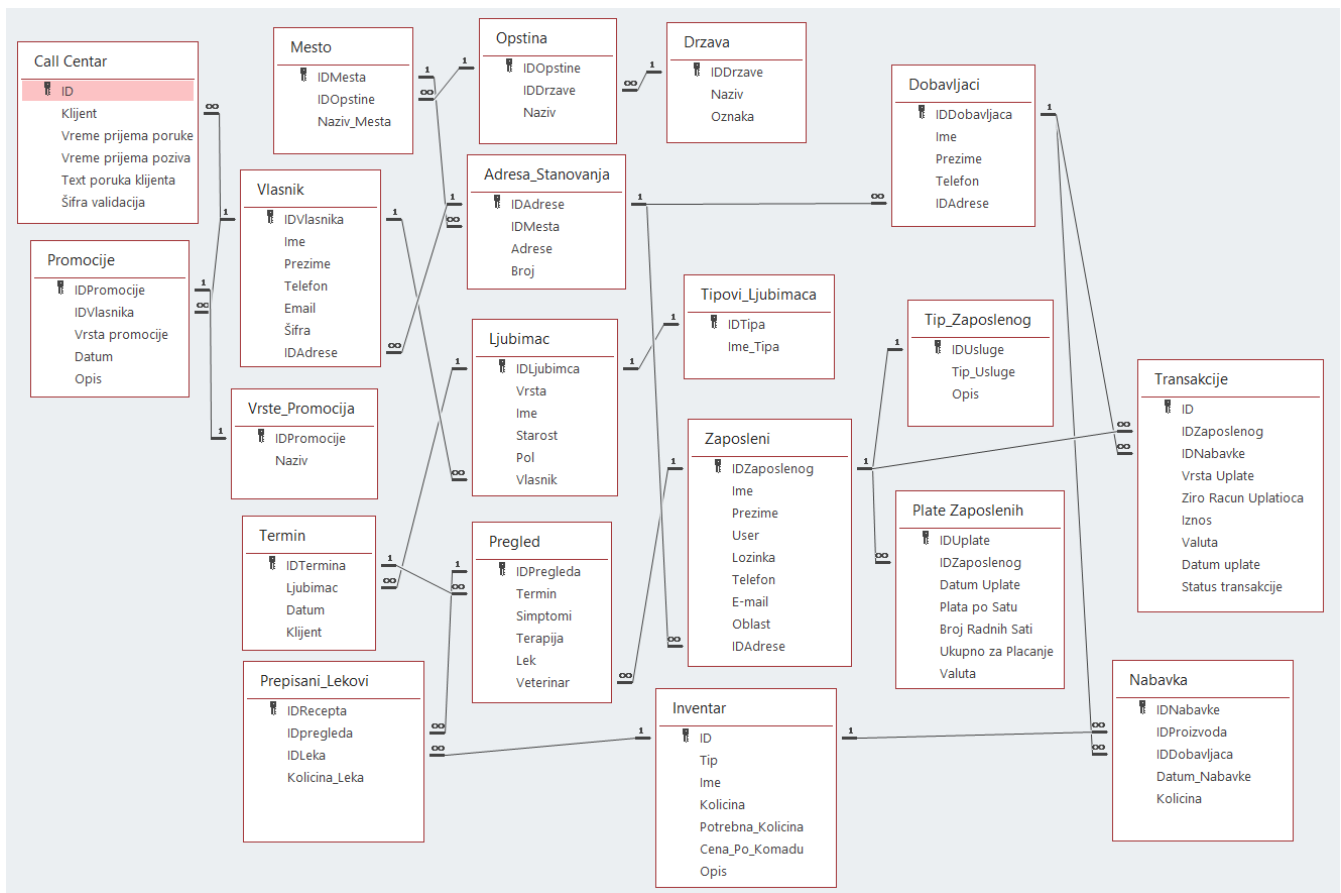 Call Centar
ID
Klijent
Vreme prijema poruke
Vreme prijema poziva
Text poruka klijenta
Šifra validacija
Mesto
IDMesta
IDOpstine
Naziv_Mesta
Opstina
IDOpstine
IDDrzave
Naziv
Drzava
IDDrzave
Naziv
Oznaka
Dobavljaci
IDDobavljaca
Ime
Prezime
Telefon
IDAdrese
Vlasnik
IDVlasnika
Ime
Prezime
Telefon
Email
Šifra
IDAdrese
Adresa_Stanovanja
IDAdrese
IDMesta
Adrese
Broj
Promocije
IDPromocije
IDVlasnika
Vrsta promocije
Datum
Opis
Tipovi_Ljubimaca
IDTipa
Ime_Tipa
Tip_Zaposlenog
IDUsluge
Tip_Usluge
Opis
Ljubimac
IDLjubimca
Vrsta
Ime
Starost
Pol
Vlasnik
Transakcije
ID
IDZaposlenog
IDNabavke
Vrsta Uplate
Ziro Racun Uplatioca
Iznos
Valuta
Datum uplate
Status transakcije
Vrste_Promocija
IDPromocije
Naziv
Zaposleni
IDZaposlenog
Ime
Prezime
User
Lozinka
Telefon
E-mail
Oblast
IDAdrese
Plate Zaposlenih
IDUplate
IDZaposlenog
Datum Uplate
Plata po Satu
Broj Radnih Sati
Ukupno za Placanje
Valuta
Termin
IDTermina
Ljubimac
Datum
Klijent
Pregled
IDPregleda
Termin
Simptomi
Terapija
Lek
Veterinar
Prepisani_Lekovi
IDRecepta
IDpregleda
IDLeka
Kolicina_Leka
Inventar
ID
Tip
Ime
Kolicina
Potrebna_Kolicina
Cena_Po_Komadu
Opis
Nabavka
IDNabavke
IDProizvoda
IDDobavljaca
Datum_Nabavke
Kolicina